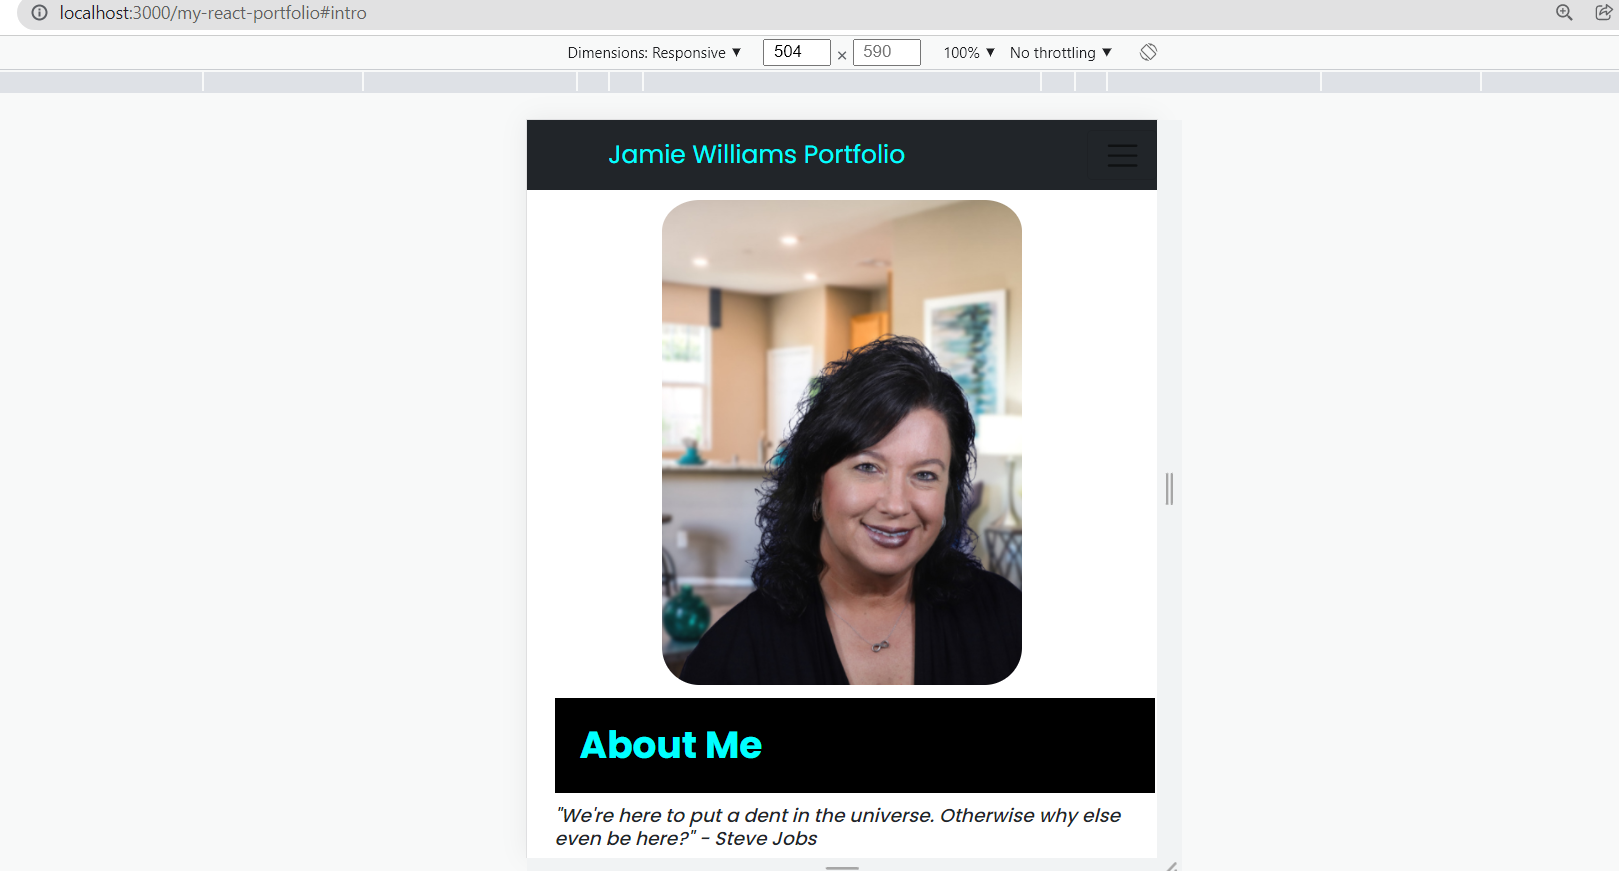 localhost:3000/my-react-portfolio#intro
Dimensions: Responsive ▼ 504 × 590 100% ▼ No throttling ▼
Jamie Williams Portfolio
About Me
"We're here to put a dent in the universe. Otherwise why else
even be here?" - Steve Jobs